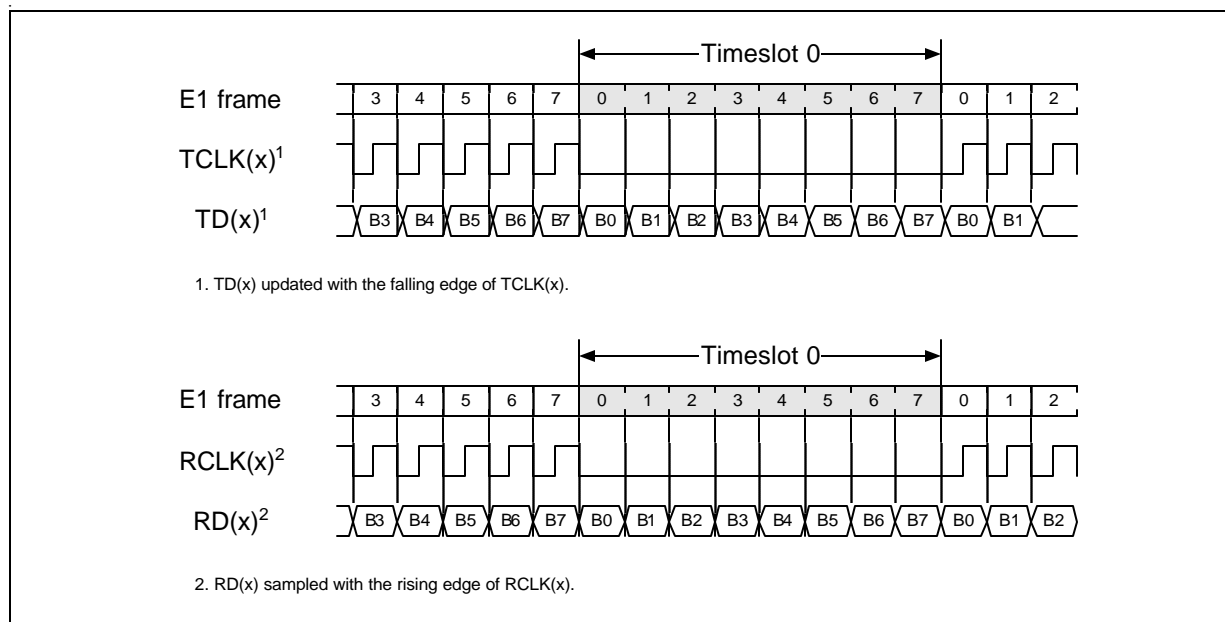 Timeslot 0
E1 frame 3 4 5 6 7 0 1 2 3 4 5 6 7 0 1 2
TCLK(x)1
TD(x)1 B3 B4 B5 B6 B7 B0 B1 B2 B3 B4 B5 B6 B7 B0 B1
1. TD(x) updated with the falling edge of TCLK(x).
Timeslot 0
E1 frame 3 4 5 6 7 0 1 2 3 4 5 6 7 0 1 2
RCLK(x)2
RD(x)2 B3 B4 B5 B6 B7 B0 B1 B2 B3 B4 B5 B6 B7 B0 B1 B2
2. RD(x) sampled with the rising edge of RCLK(x).